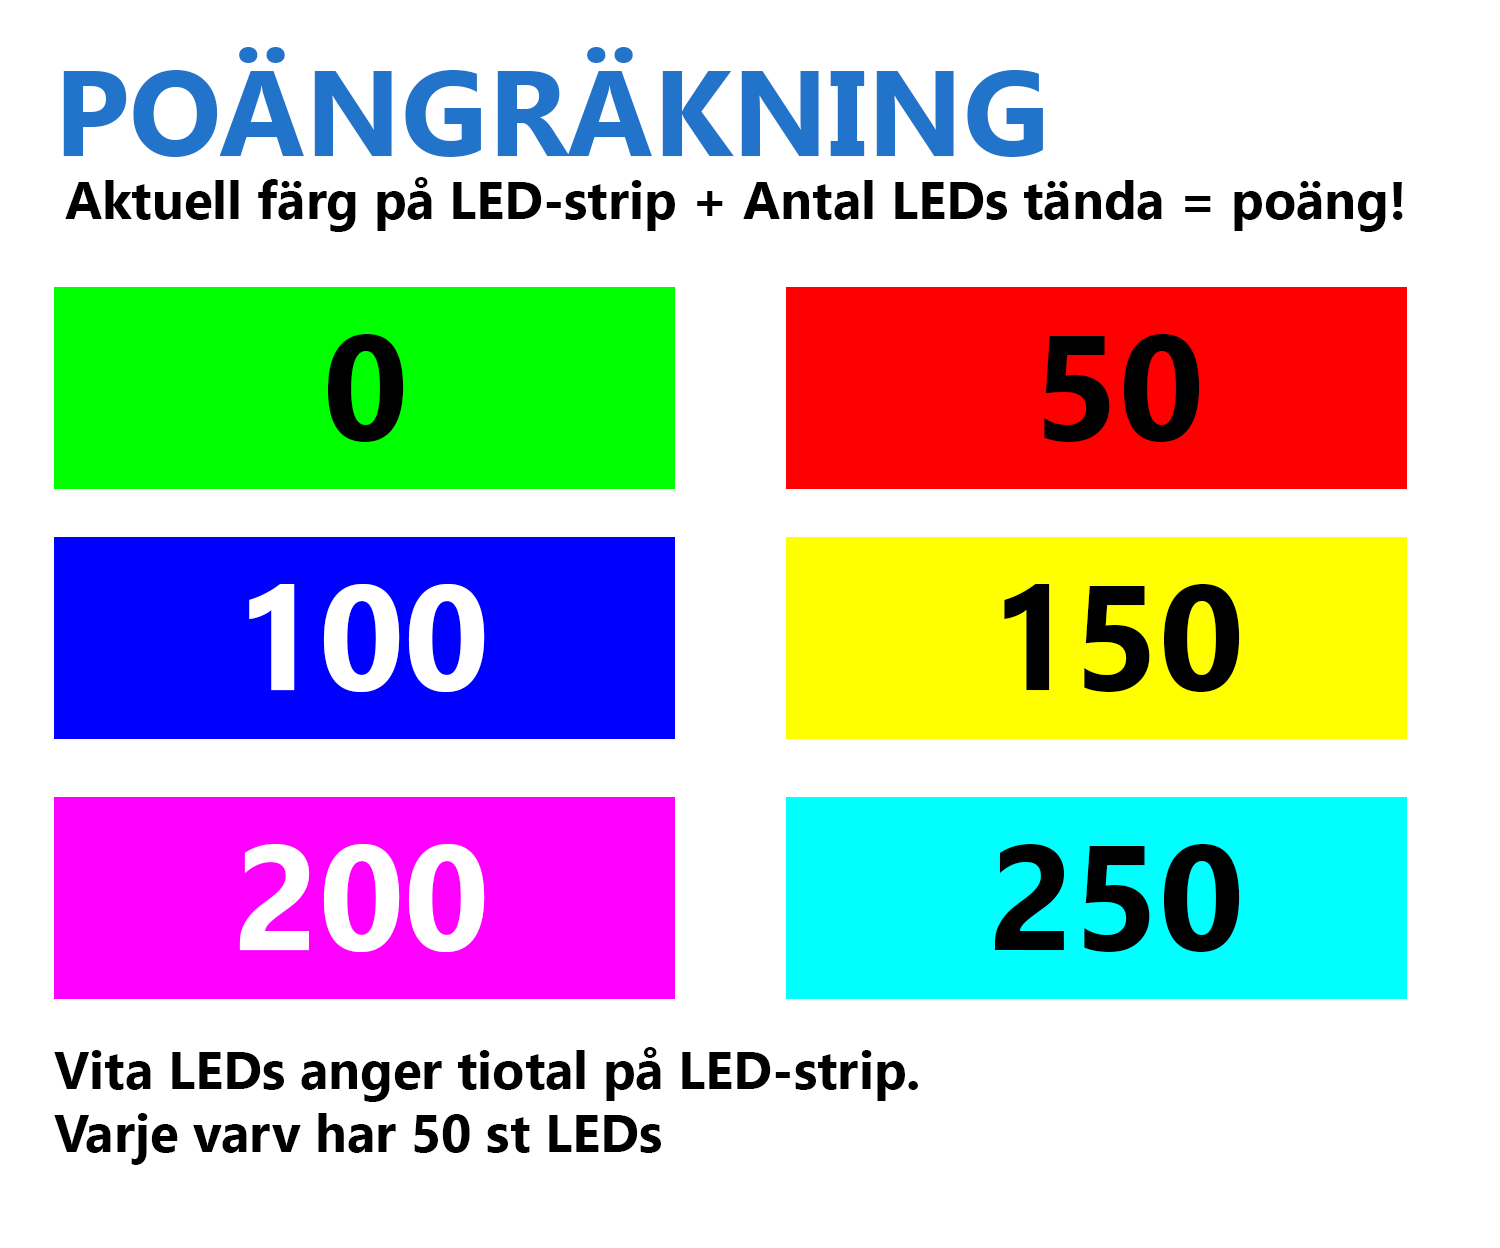 POÄNGRÄKNING
Aktuell färg på LED-strip + Antal LEDs tända = poäng!
0
50
100
150
200
250
Vita LEDs anger tiotal på LED-strip.
Varje varv har 50 st LEDs